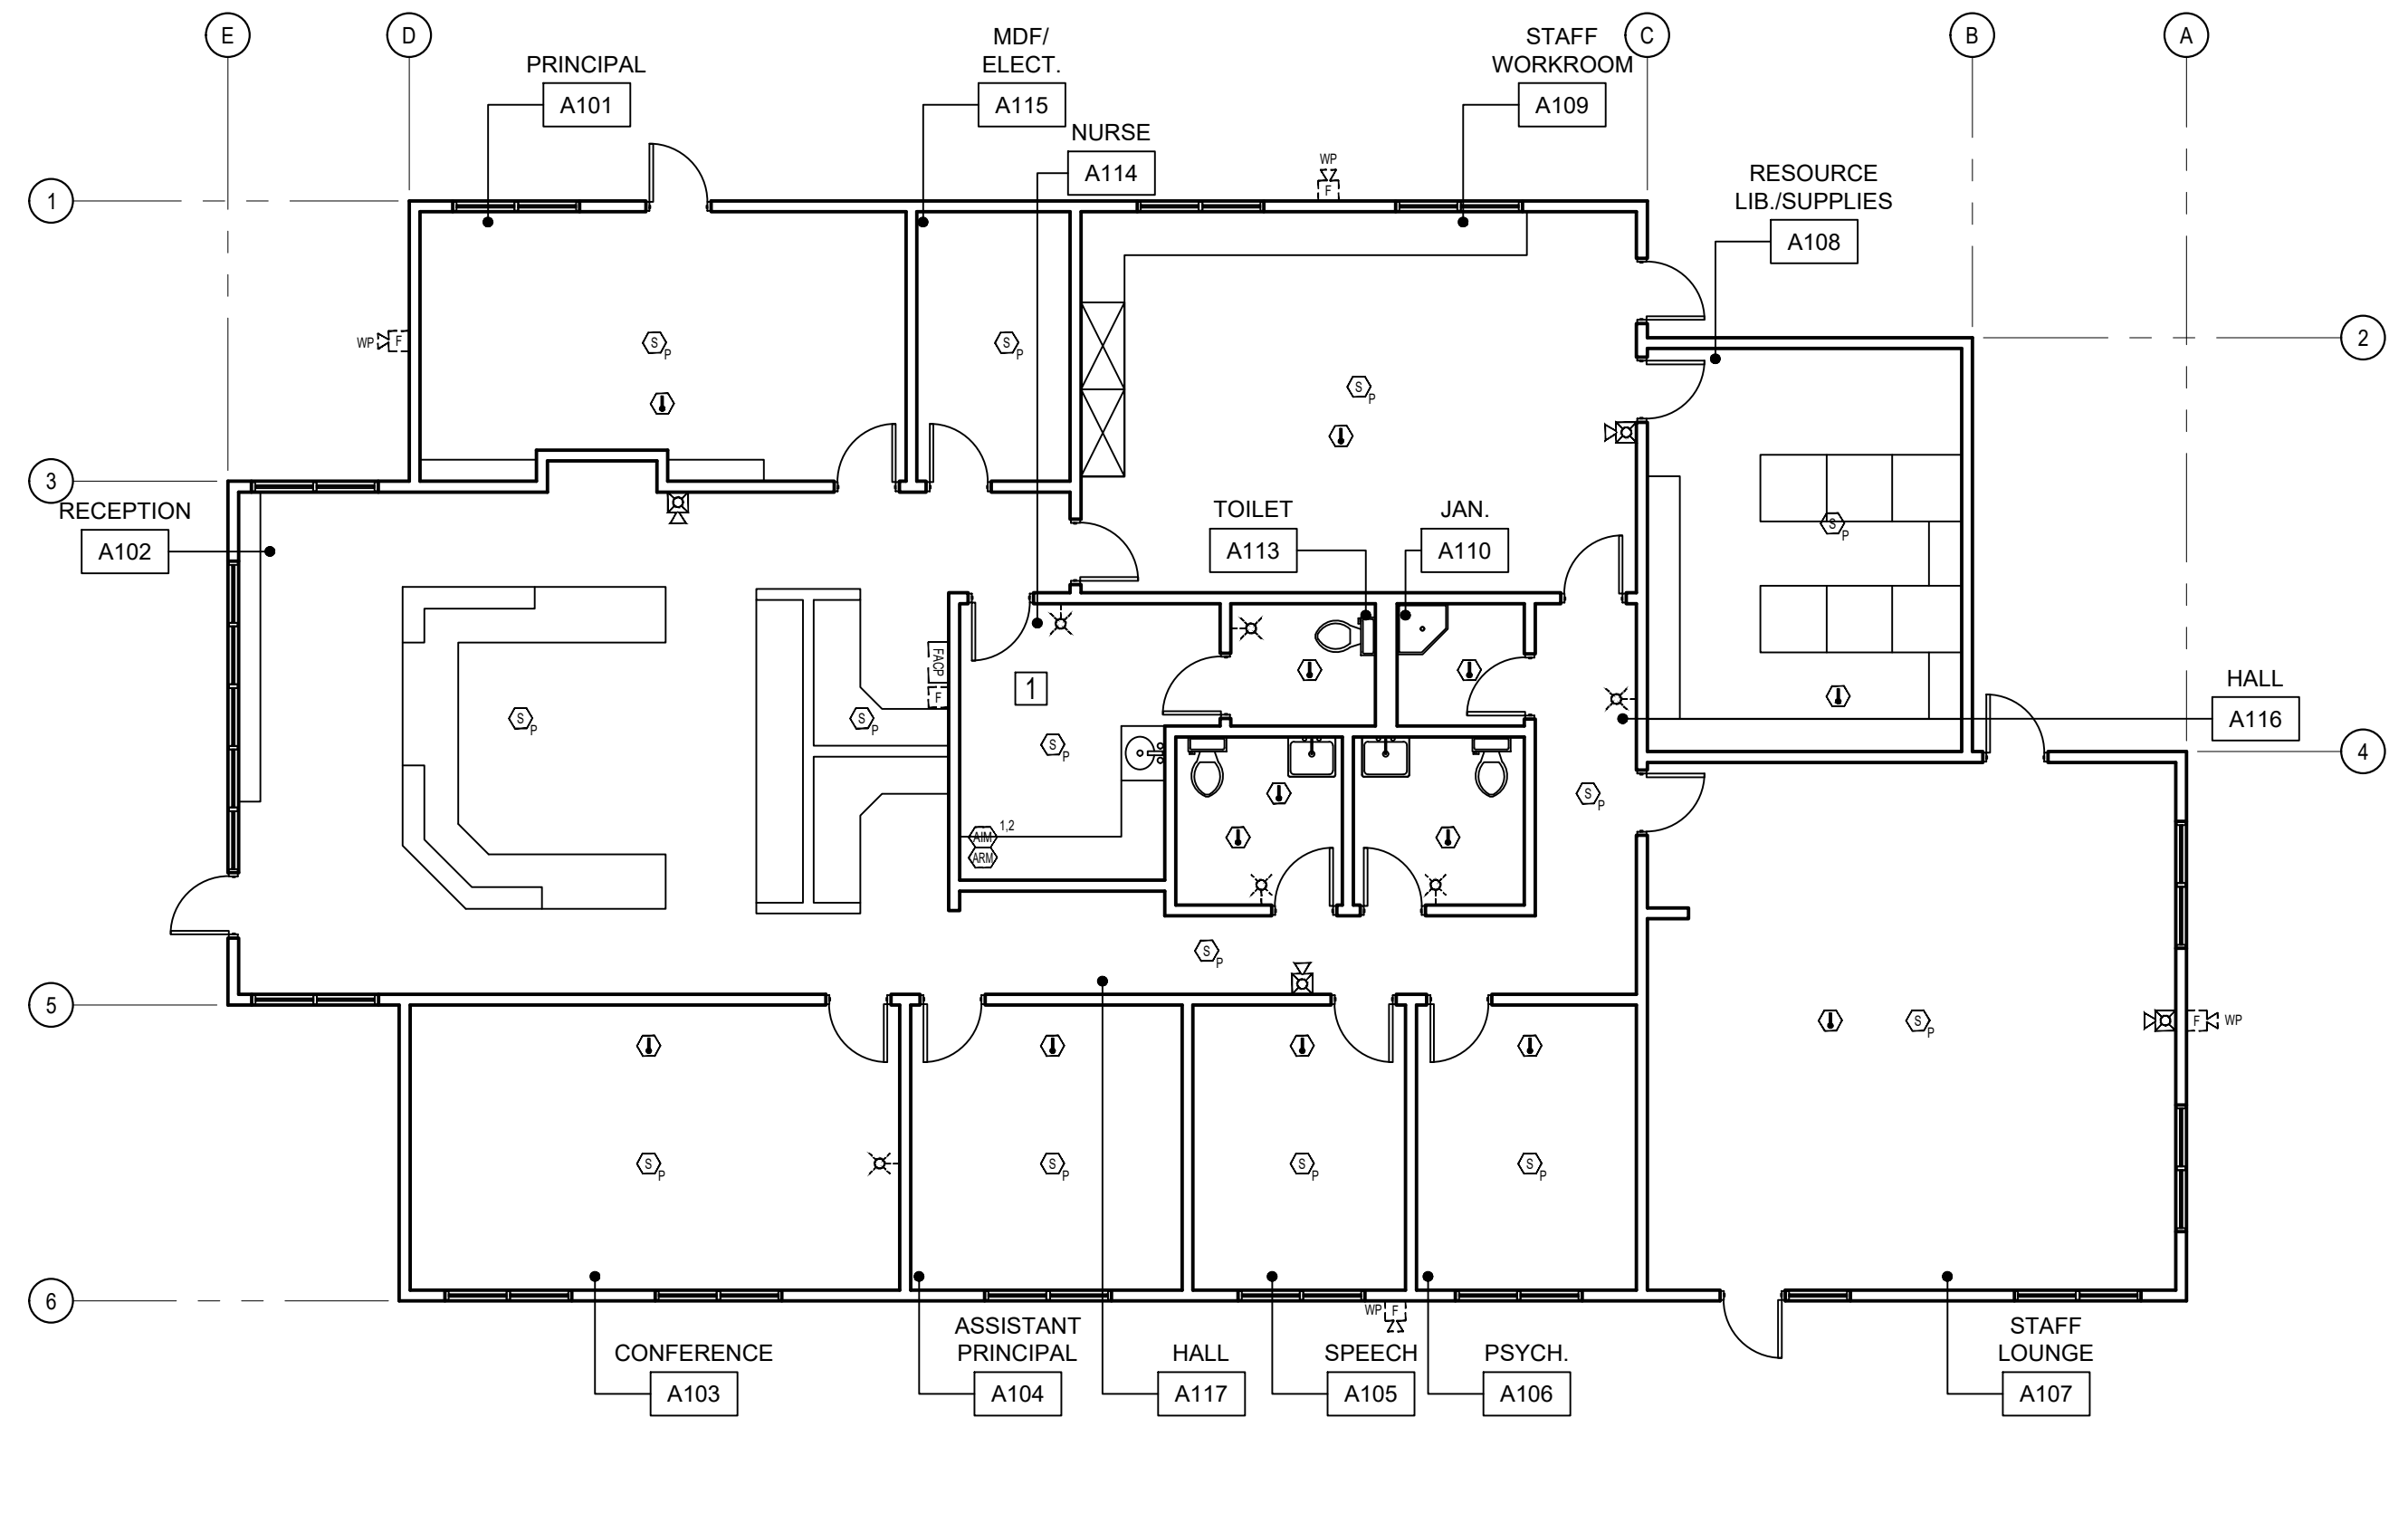 E
D
C
B
A
MDF/
ELECT.
A115
STAFF
WORKROOM
A109
PRINCIPAL
A101
NURSE
A114
WP
F
RESOURCE
LIB./SUPPLIES
A108
1
2
WP
F
S
P
S
P
S
P
3
RECEPTION
A102
TOILET
A113
JAN.
A110
S
P
FACP
F
1
HALL
A116
S
P
S
P
S
P
4
S
P
AIM
1,2
ARM
S
P
5
S
P
F
WP
S
P
S
P
S
P
S
P
6
WP
F
CONFERENCE
A103
ASSISTANT
PRINCIPAL
A104
HALL
A117
SPEECH
A105
PSYCH.
A106
STAFF
LOUNGE
A107